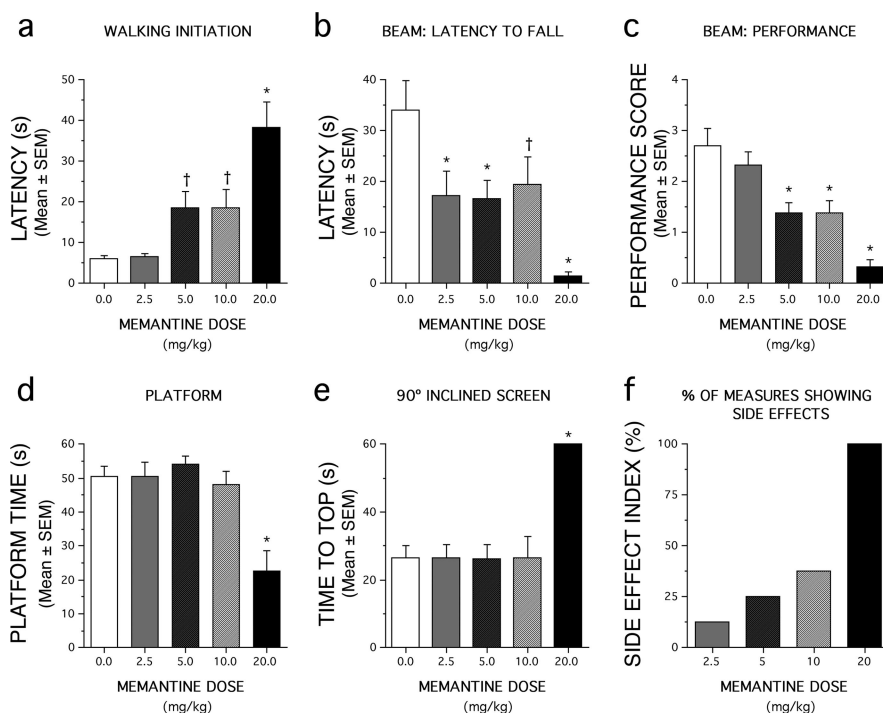 a
WALKING INITIATION
LATENCY (s)
(Mean ± SEM)
50
40
30
20
10
0
† † *
0.0 2.5 5.0 10.0 20.0
MEMANTINE DOSE
(mg/kg)
b
BEAM: LATENCY TO FALL
LATENCY (s)
(Mean ± SEM)
40
30
20
10
0
* * † *
0.0 2.5 5.0 10.0 20.0
MEMANTINE DOSE
(mg/kg)
c
BEAM: PERFORMANCE
PERFORMANCE SCORE
(Mean ± SEM)
4
3
2
1
0
* * *
0.0 2.5 5.0 10.0 20.0
MEMANTINE DOSE
(mg/kg)
d
PLATFORM
PLATFORM TIME (s)
(Mean ± SEM)
60
50
40
30
20
10
0
*
0.0 2.5 5.0 10.0 20.0
MEMANTINE DOSE
(mg/kg)
e
90° INCLINED SCREEN
TIME TO TOP (s)
(Mean ± SEM)
60
40
20
0
*
0.0 2.5 5.0 10.0 20.0
MEMANTINE DOSE
(mg/kg)
f
% OF MEASURES SHOWING
SIDE EFFECTS
SIDE EFFECT INDEX (%)
100
75
50
25
0
2.5 5 10 20
MEMANTINE DOSE
(mg/kg)